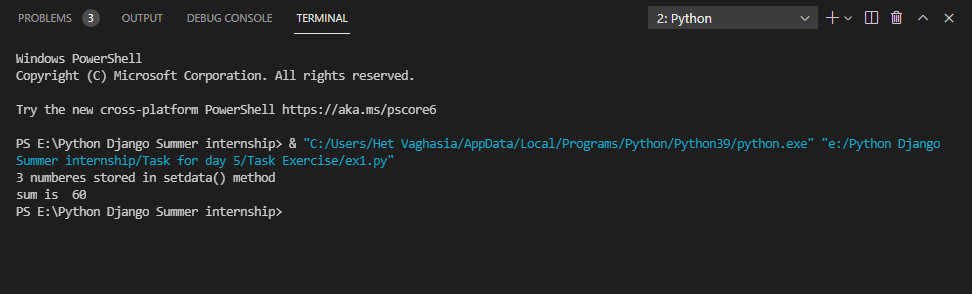 PROBLEMS 3 OUTPUT DEBUG CONSOLE TERMINAL 2: Python
Windows PowerShell
Copyright (C) Microsoft Corporation. All rights reserved.
Try the new cross-platform PowerShell https://aka.ms/pscore6
PS E:\Python Django Summer internship> & "C:/Users/Het Vaghasia/AppData/Local/Programs/Python/Python39/python.exe" "e:/Python Django
Summer internship/Task for day 5/Task Exercise/ex1.py"
3 numberes stored in setdata() method
sum is  60
PS E:\Python Django Summer internship>